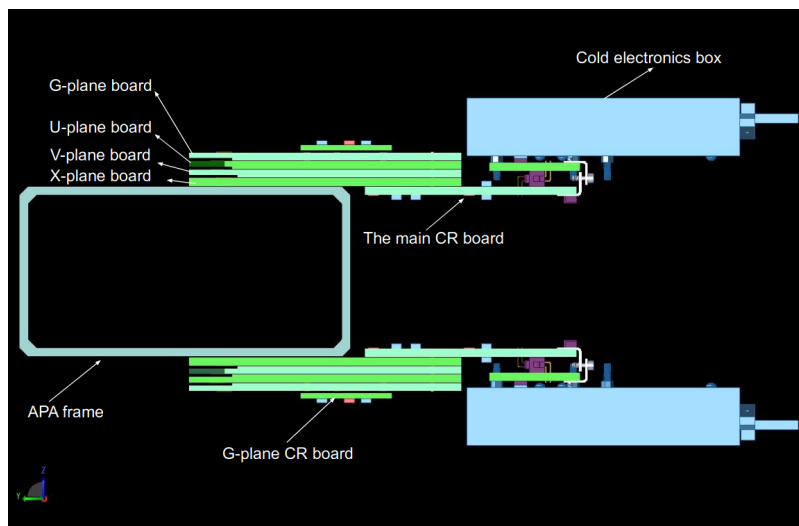 Cold electronics box
G-plane board
U-plane board
V-plane board
X-plane board
The main CR board
APA frame
G-plane CR board
Z
Y